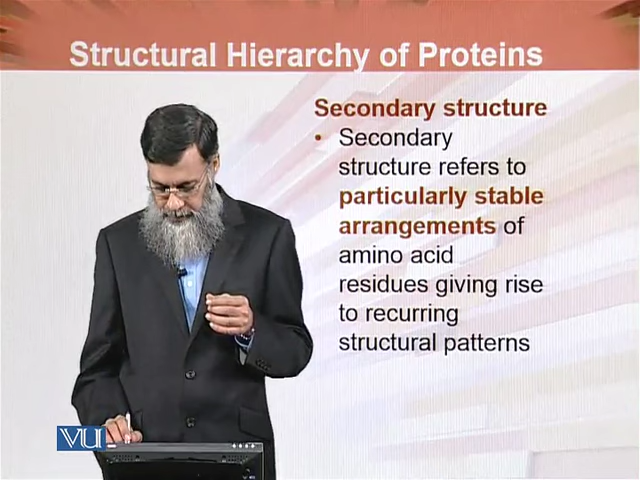 Structural Hierarchy of Proteins
Secondary structure
• Secondary
structure refers to
particularly stable
arrangements of
amino acid
residues giving rise
to recurring
structural patterns
VU